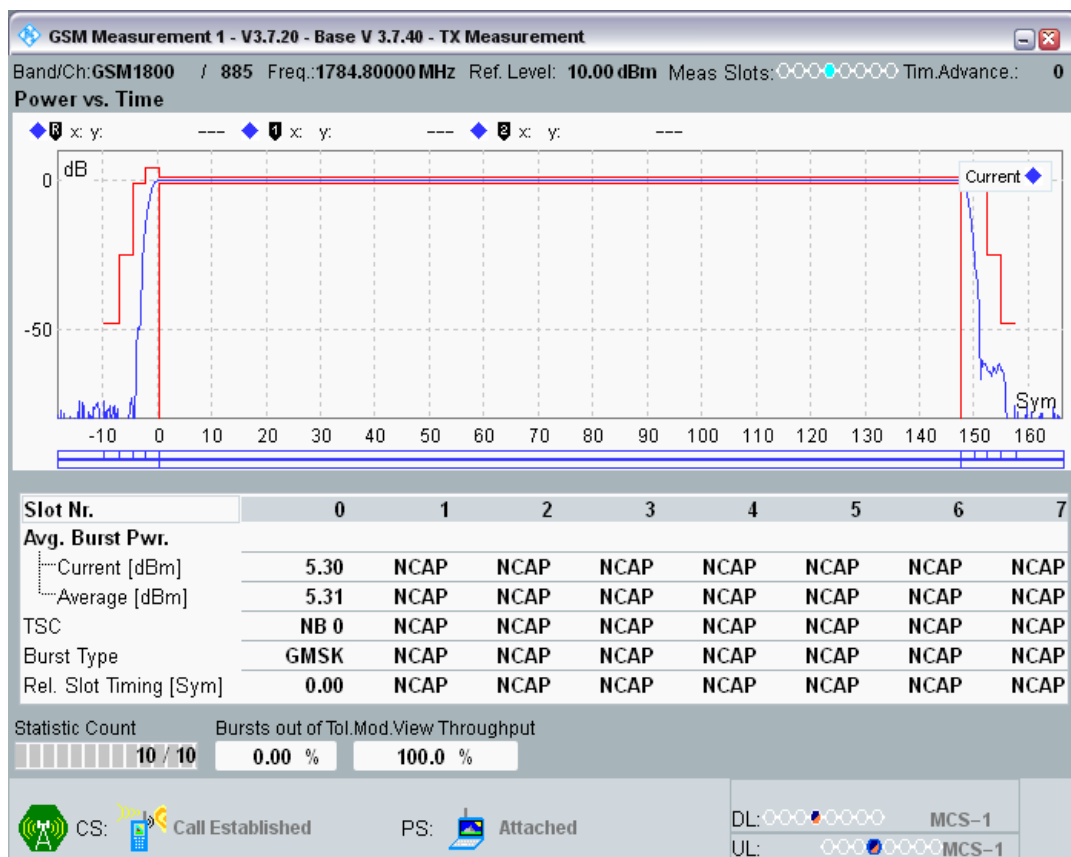 GSM Measurement 1 - V3.7.20 - Base V 3.7.40 - TX Measurement
Band/Ch:GSM1800 / 885 Freq.:1784.80000 MHz Ref. Level: 10.00 dBm Meas Slots: Tim.Advance.: 0
Power vs. Time
R x: y: --- 1 x: y: --- 2 x: y: ---
dB
Current
0
-50
Sym
-10 0 10 20 30 40 50 60 70 80 90 100 110 120 130 140 150 160
Slot Nr. 0 1 2 3 4 5 6 7
Avg. Burst Pwr.
Current [dBm] 5.30 NCAP NCAP NCAP NCAP NCAP NCAP NCAP
Average [dBm] 5.31 NCAP NCAP NCAP NCAP NCAP NCAP NCAP
TSC NB 0 NCAP NCAP NCAP NCAP NCAP NCAP NCAP
Burst Type GMSK NCAP NCAP NCAP NCAP NCAP NCAP NCAP
Rel. Slot Timing [Sym] 0.00 NCAP NCAP NCAP NCAP NCAP NCAP NCAP
Statistic Count Bursts out of Tol. Mod.View Throughput
10 / 10 0.00 % 100.0 %
CS: Call Established PS: Attached DL: MCS-1
UL: MCS-1